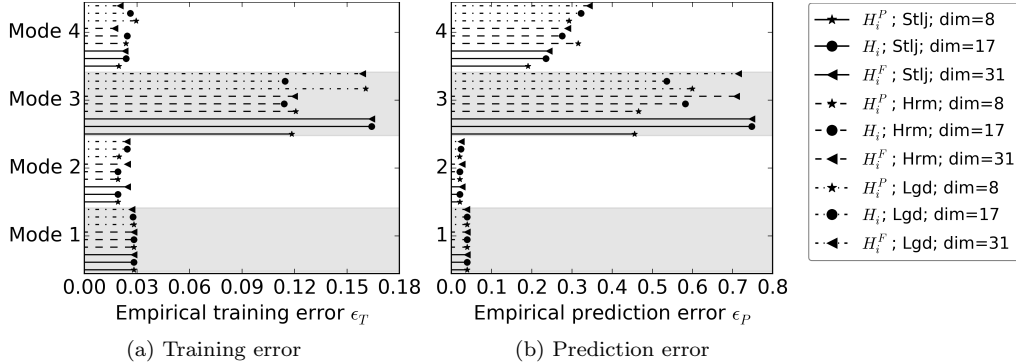 Mode 4
Mode 3
Mode 2
Mode 1
0.00 0.03 0.06 0.09 0.12 0.15 0.18
Empirical training error ϵ_T
(a) Training error
4
3
2
1
0.0 0.1 0.2 0.3 0.4 0.5 0.6 0.7 0.8
Empirical prediction error ϵ_P
(b) Prediction error
H_i^P ; Stlj; dim=8
H_i; Stlj; dim=17
H_i^F ; Stlj; dim=31
H_i^P ; Hrm; dim=8
H_i; Hrm; dim=17
H_i^F ; Hrm; dim=31
H_i^P ; Lgd; dim=8
H_i; Lgd; dim=17
H_i^F ; Lgd; dim=31